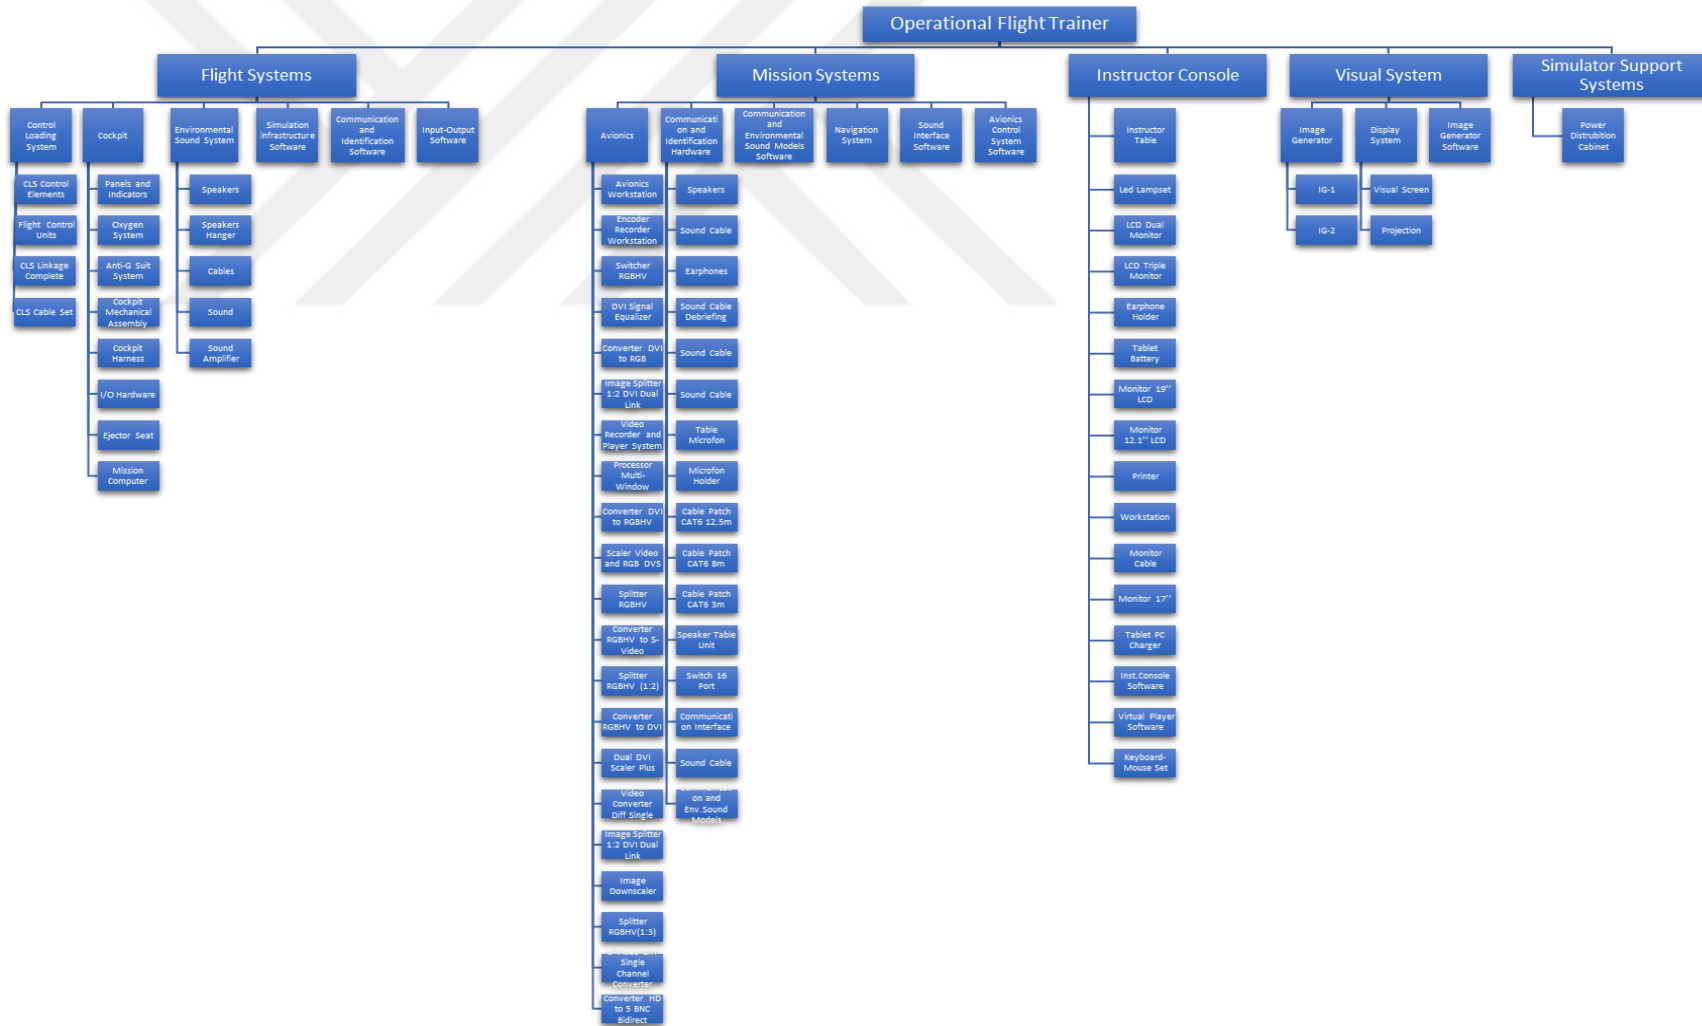 Operational Flight Trainer
Flight Systems
Mission Systems
Instructor Console
Visual System
Simulator Support
Systems
Control
Loading
System
Cockpit
Environmental
Sound System
Simulation
infrastructure
Software
Communication
and
Identification
Software
Input-Output
Software
Avionics
Communicati
on and
Identification
Hardware
Communication
and
Environmental
Sound Models
Software
Navigation
System
Sound
Interface
Software
Avionics
Control
System
Software
Instructor
Table
Image
Generator
Display
System
Image
Generator
Software
Power
Distrubition
Cabinet
CLS Control
Elements
Flight Control
Units
CLS Linkage
Complete
CLS Cable Set
Panels and
Indicators
Oxygen
System
Anti-G Suit
System
Cockpit
Mechanical
Assembly
Cockpit
Harness
I/O Hardware
Ejector Seat
Mission
Computer
Speakers
Speakers
Hanger
Cables
Sound
Sound
Amplifier
Avionics
Workstation
Encoder
Recorder
Workstation
Switcher
RGBHV
DVI Signal
Equalizer
Converter DVI
to RGB
Image Splitter
1:2 DVI Dual
Link
Video
Recorder and
Player System
Processor
Multi-
Window
Converter DVI
to RGBHV
Scaler Video
and RGB DVS
Splitter
RGBHV
Converter
RGBHV to S-
Video
Splitter
RGBHV (1:2)
Converter
RGBHV to DVI
Dual DVI
Scaler Plus
Video
Converter
Diff Single
Image Splitter
1:2 DVI Dual
Link
Image
Downscaler
Splitter
RGBHV(1:3)
Single
Channel
Converter
Converter HD
to 5 BNC
Bidirect
Speakers
Sound Cable
Earphones
Sound Cable
Debriefing
Sound Cable
Sound Cable
Table
Microfon
Microfon
Holder
Cable Patch
CAT6 12.5m
Cable Patch
CAT6 8m
Cable Patch
CAT6 3m
Speaker Table
Unit
Switch 16
Port
Communicati
on Interface
Sound Cable
on and
Env.Sound
Models
Led Lampset
LCD Dual
Monitor
LCD Triple
Monitor
Earphone
Holder
Tablet
Battery
Monitor 19’’
LCD
Monitor
12.1’’ LCD
Printer
Workstation
Monitor
Cable
Monitor 17’’
Tablet PC
Charger
Inst.Console
Software
Virtual Player
Software
Keyboard-
Mouse Set
IG-1
IG-2
Visual Screen
Projection